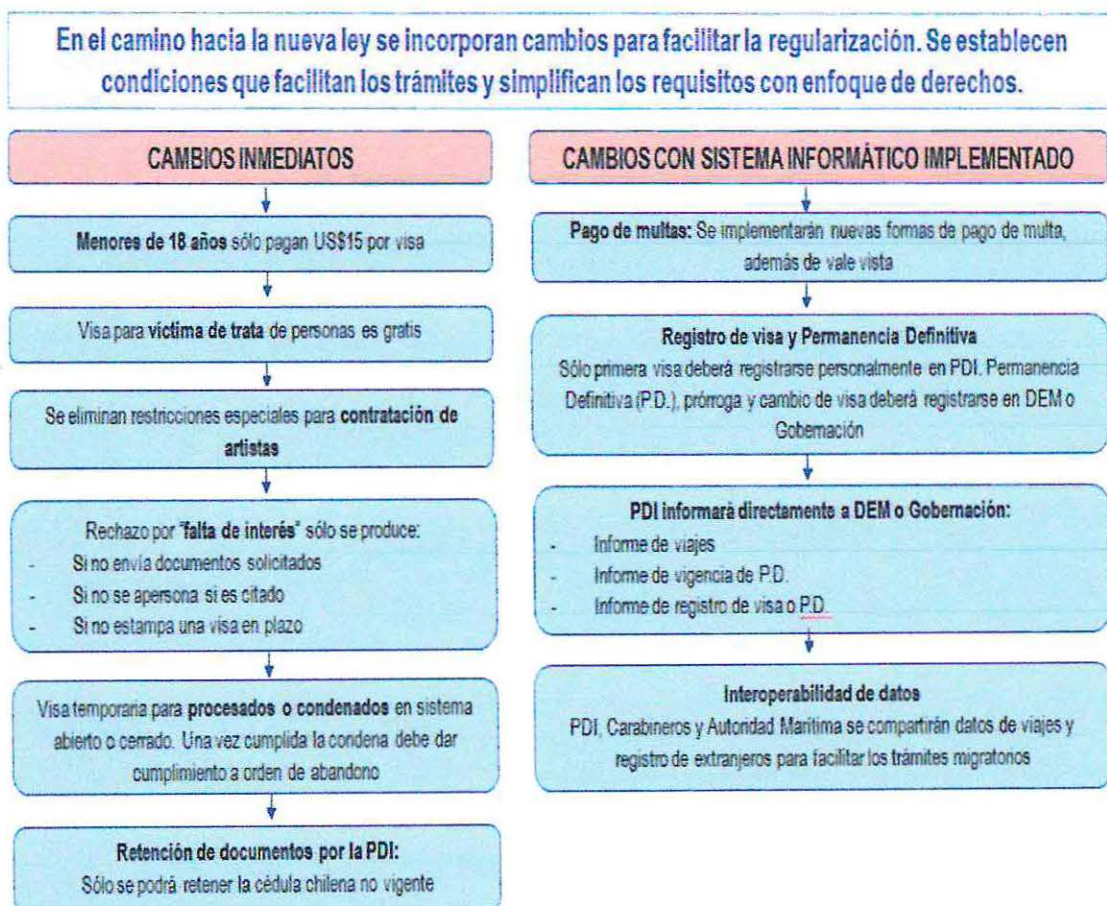 En el camino hacia la nueva ley se incorporan cambios para facilitar la regularización. Se establecen
condiciones que facilitan los trámites y simplifican los requisitos con enfoque de derechos.
CAMBIOS INMEDIATOS
Menores de 18 años sólo pagan US$15 por visa
Visa para víctima de trata de personas es gratis
Se eliminan restricciones especiales para contratación de
artistas
Rechazo por "falta de interés" sólo se produce:
- Si no envía documentos solicitados
- Si no se apersona si es citado
- Si no estampa una visa en plazo
Visa temporaria para procesados o condenados en sistema
abierto o cerrado. Una vez cumplida la condena debe dar
cumplimiento a orden de abandono
Retención de documentos por la PDI:
Sólo se podrá retener la cédula chilena no vigente
CAMBIOS CON SISTEMA INFORMÁTICO IMPLEMENTADO
Pago de multas: Se implementarán nuevas formas de pago de multa,
además de vale vista
Registro de visa y Permanencia Definitiva
Sólo primera visa deberá registrarse personalmente en PDI. Permanencia
Definitiva (P.D.), prórroga y cambio de visa deberá registrarse en DEM o
Gobernación
PDI informará directamente a DEM o Gobernación:
- Informe de viajes
- Informe de vigencia de P.D.
- Informe de registro de visa o P.D.
Interoperabilidad de datos
PDI, Carabineros y Autoridad Marítima se compartirán datos de viajes y
registro de extranjeros para facilitar los trámites migratorios